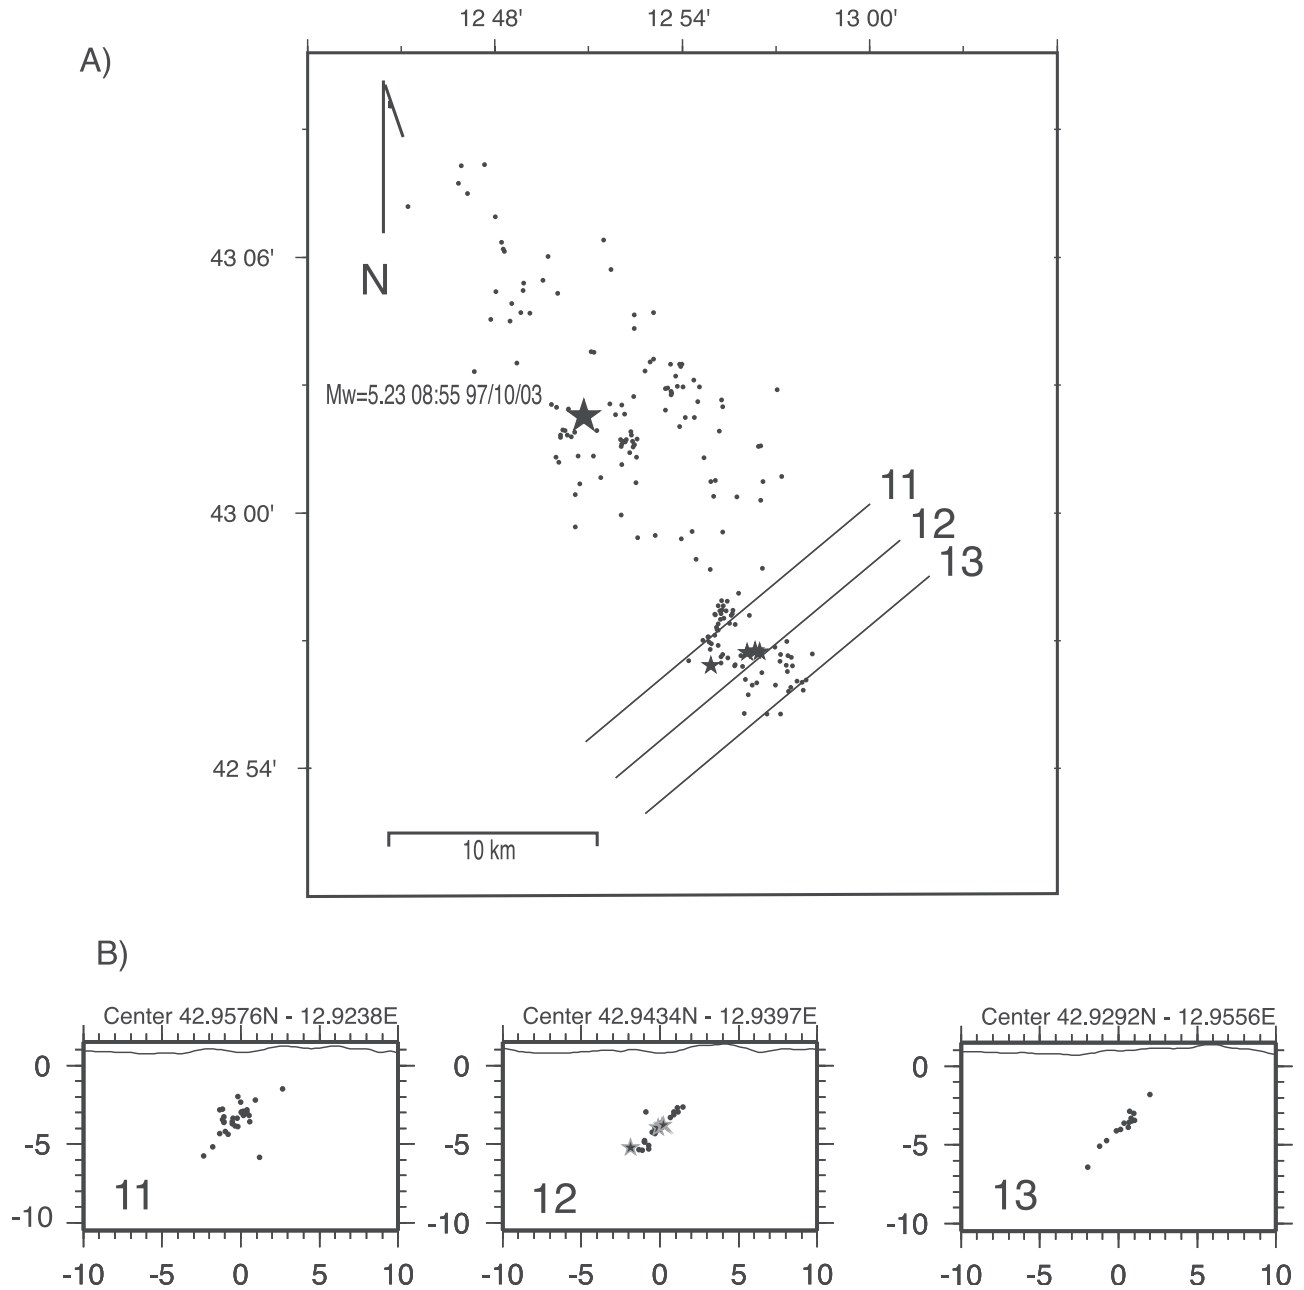 12 48'
12 54'
13 00'
A)
N
43 06'
Mw=5.23 08:55 97/10/03
11
12
13
43 00'
42 54'
10 km
B)
Center 42.9576N - 12.9238E
0
-5
-10
11
-10 -5 0 5 10
Center 42.9434N - 12.9397E
0
-5
-10
12
-10 -5 0 5 10
Center 42.9292N - 12.9556E
0
-5
-10
13
-10 -5 0 5 10